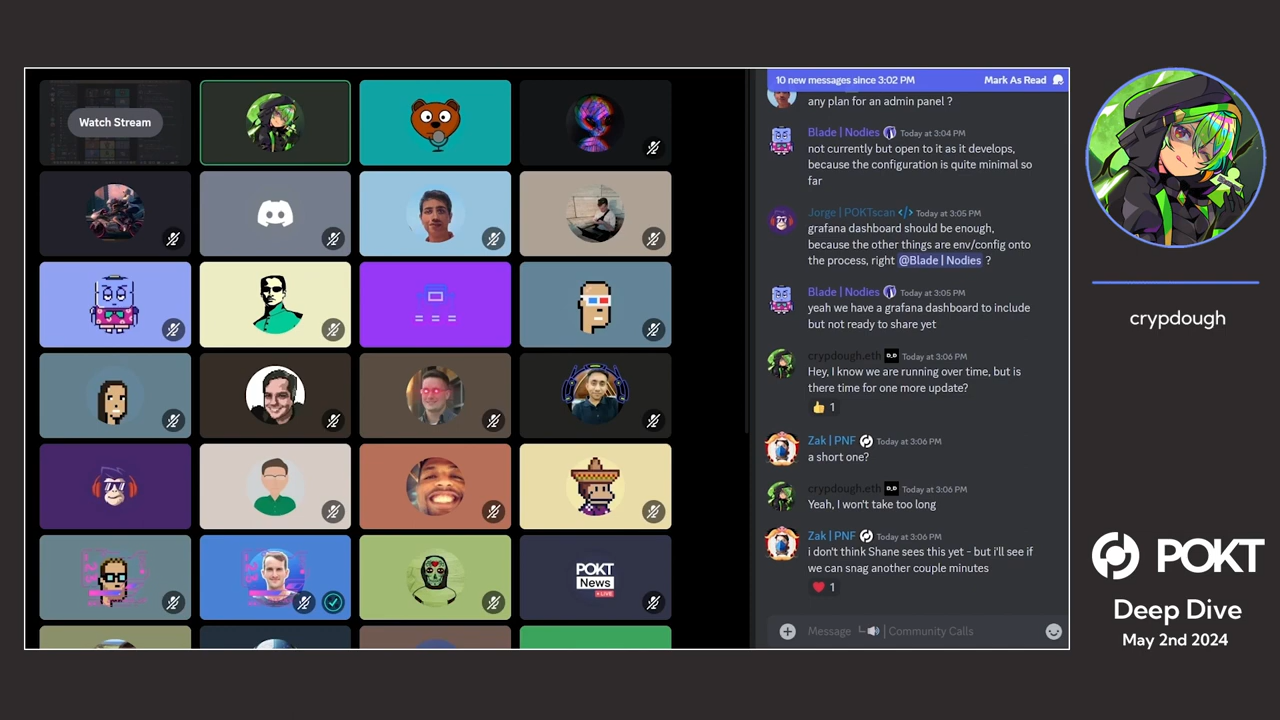 Watch Stream
POKT
News
LIVE
10 new messages since 3:02 PM Mark As Read
any plan for an admin panel ?
Blade | Nodies Today at 3:04 PM
not currently but open to it as it develops,
because the configuration is quite minimal so
far
Jorge | POKTscan </> Today at 3:05 PM
grafana dashboard should be enough,
because the other things are env/config onto
the process, right @Blade | Nodies ?
Blade | Nodies Today at 3:05 PM
yeah we have a grafana dashboard to include
but not ready to share yet
crypdough.eth Today at 3:06 PM
Hey, I know we are running over time, but is
there time for one more update?
👍 1
Zak | PNF Today at 3:06 PM
a short one?
crypdough.eth Today at 3:06 PM
Yeah, I won't take too long
Zak | PNF Today at 3:06 PM
i don't think Shane sees this yet - but i'll see if
we can snag another couple minutes
❤️ 1
Message | Community Calls
crypdough
POKT
Deep Dive
May 2nd 2024